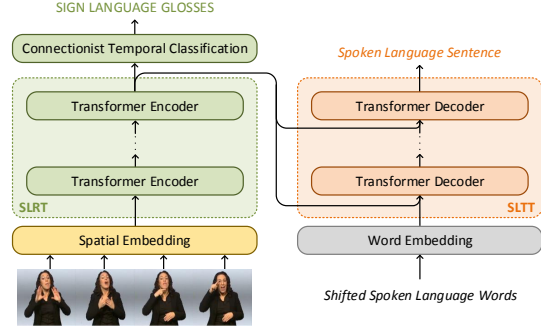 SIGN LANGUAGE GLOSSES
Connectionist Temporal Classification
Transformer Encoder
Transformer Encoder
SLRT
Spatial Embedding
Spoken Language Sentence
Transformer Decoder
Transformer Decoder
SLTT
Word Embedding
Shifted Spoken Language Words